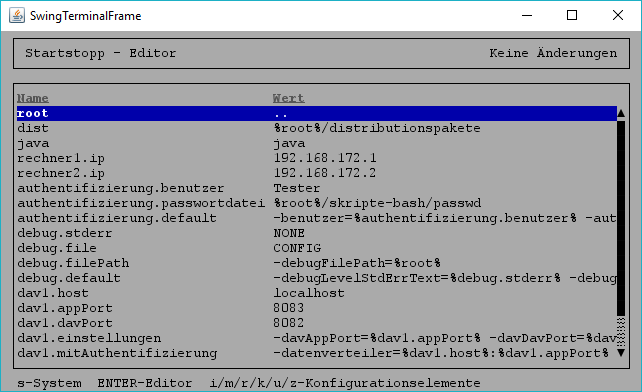 SwingTerminalFrame
Startstopp - Editor Keine Änderungen
Name Wert
root ..
dist %root%/distributionspakete
java java
rechner1.ip 192.168.172.1
rechner2.ip 192.168.172.2
authentifizierung.benutzer Tester
authentifizierung.passwortdatei %root%/skripte-bash/passwd
authentifizierung.default -benutzer=%authentifizierung.benutzer% -aut
debug.stderr NONE
debug.file CONFIG
debug.filePath -debugFilePath=%root%
debug.default -debugLevelStdErrText=%debug.stderr% -debug
dav1.host localhost
dav1.appPort 8083
dav1.davPort 8082
dav1.einstellungen -davAppPort=%dav1.appPort% -davDavPort=%dav
dav1.mitAuthentifizierung -datenverteiler=%dav1.host%:%dav1.appPort%
s-System ENTER-Editor i/m/r/k/u/z-Konfigurationselemente